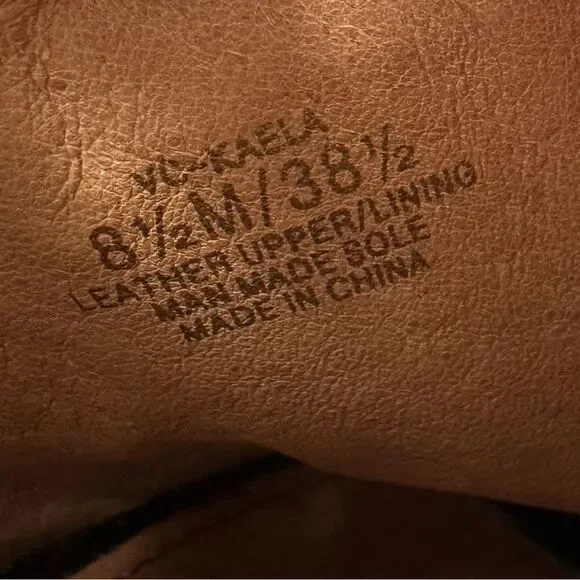 VC-KAELA
8½M/38½
LEATHER UPPER/LINING
MAN MADE SOLE
MADE IN CHINA